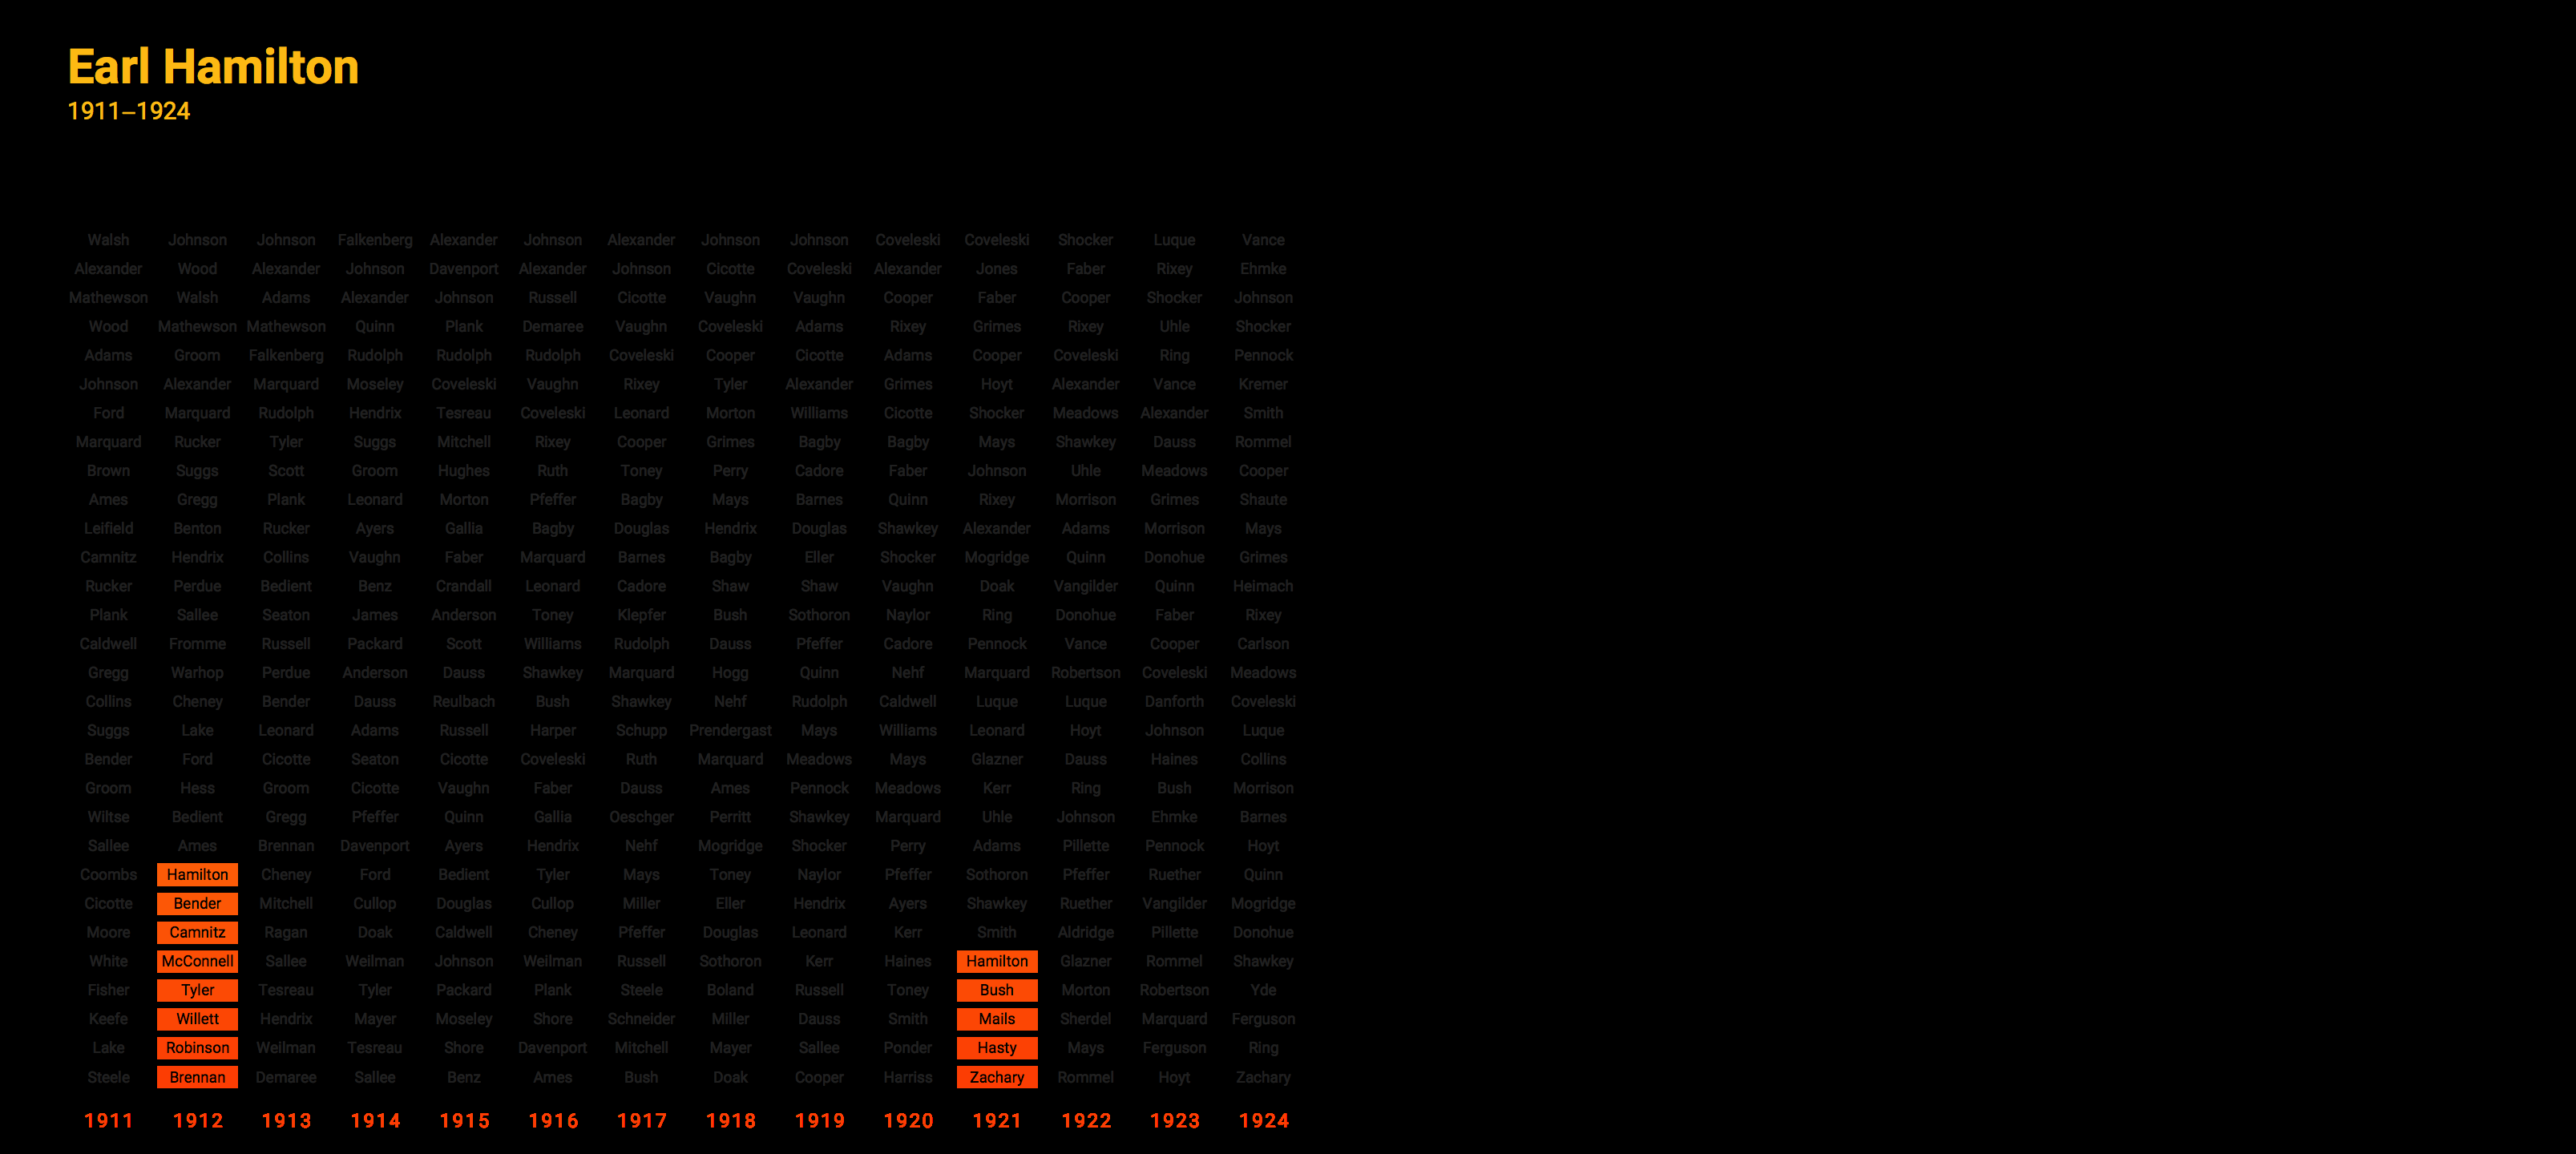 Earl Hamilton
1911–1924
Walsh Johnson Johnson Falkenberg Alexander Johnson Alexander Johnson Johnson Coveleski Coveleski Shocker Luque Vance
Alexander Wood Alexander Johnson Davenport Alexander Johnson Cicotte Coveleski Alexander Jones Faber Rixey Ehmke
Mathewson Walsh Adams Alexander Johnson Russell Cicotte Vaughn Vaughn Cooper Faber Cooper Shocker Johnson
Wood Mathewson Mathewson Quinn Plank Demaree Vaughn Coveleski Adams Rixey Grimes Rixey Uhle Shocker
Adams Groom Falkenberg Rudolph Rudolph Rudolph Coveleski Cooper Cicotte Adams Cooper Coveleski Ring Pennock
Johnson Alexander Marquard Moseley Coveleski Vaughn Rixey Tyler Alexander Grimes Hoyt Alexander Vance Kremer
Ford Marquard Rudolph Hendrix Tesreau Coveleski Leonard Morton Williams Cicotte Shocker Meadows Alexander Smith
Marquard Rucker Tyler Suggs Mitchell Rixey Cooper Grimes Bagby Bagby Mays Shawkey Dauss Rommel
Brown Suggs Scott Groom Hughes Ruth Toney Perry Cadore Faber Johnson Uhle Meadows Cooper
Ames Gregg Plank Leonard Morton Pfeffer Bagby Mays Barnes Quinn Rixey Morrison Grimes Shaute
Leifield Benton Rucker Ayers Gallia Bagby Douglas Hendrix Douglas Shawkey Alexander Adams Morrison Mays
Camnitz Hendrix Collins Vaughn Faber Marquard Barnes Bagby Eller Shocker Mogridge Quinn Donohue Grimes
Rucker Perdue Bedient Benz Crandall Leonard Cadore Shaw Shaw Vaughn Doak Vangilder Quinn Heimach
Plank Sallee Seaton James Anderson Toney Klepfer Bush Sothoron Naylor Ring Donohue Faber Rixey
Caldwell Fromme Russell Packard Scott Williams Rudolph Dauss Pfeffer Cadore Pennock Vance Cooper Carlson
Gregg Warhop Perdue Anderson Dauss Shawkey Marquard Hogg Quinn Nehf Marquard Robertson Coveleski Meadows
Collins Cheney Bender Dauss Reulbach Bush Shawkey Nehf Rudolph Caldwell Luque Luque Danforth Coveleski
Suggs Lake Leonard Adams Russell Harper Schupp Prendergast Mays Williams Leonard Hoyt Johnson Luque
Bender Ford Cicotte Seaton Cicotte Coveleski Ruth Marquard Meadows Mays Glazner Dauss Haines Collins
Groom Hess Groom Cicotte Vaughn Faber Dauss Ames Pennock Meadows Kerr Ring Bush Morrison
Wiltse Bedient Gregg Pfeffer Quinn Gallia Oeschger Perritt Shawkey Marquard Uhle Johnson Ehmke Barnes
Sallee Ames Brennan Davenport Ayers Hendrix Nehf Mogridge Shocker Perry Adams Pillette Pennock Hoyt
Coombs Hamilton Cheney Ford Bedient Tyler Mays Toney Naylor Pfeffer Sothoron Pfeffer Ruether Quinn
Cicotte Bender Mitchell Cullop Douglas Cullop Miller Eller Hendrix Ayers Shawkey Ruether Vangilder Mogridge
Moore Camnitz Ragan Doak Caldwell Cheney Pfeffer Douglas Leonard Kerr Smith Aldridge Pillette Donohue
White McConnell Sallee Weilman Johnson Weilman Russell Sothoron Kerr Haines Hamilton Glazner Rommel Shawkey
Fisher Tyler Tesreau Tyler Packard Plank Steele Boland Russell Toney Bush Morton Robertson Yde
Keefe Willett Hendrix Mayer Moseley Shore Schneider Miller Dauss Smith Mails Sherdel Marquard Ferguson
Lake Robinson Weilman Tesreau Shore Davenport Mitchell Mayer Sallee Ponder Hasty Mays Ferguson Ring
Steele Brennan Demaree Sallee Benz Ames Bush Doak Cooper Harriss Zachary Rommel Hoyt Zachary
1911 1912 1913 1914 1915 1916 1917 1918 1919 1920 1921 1922 1923 1924